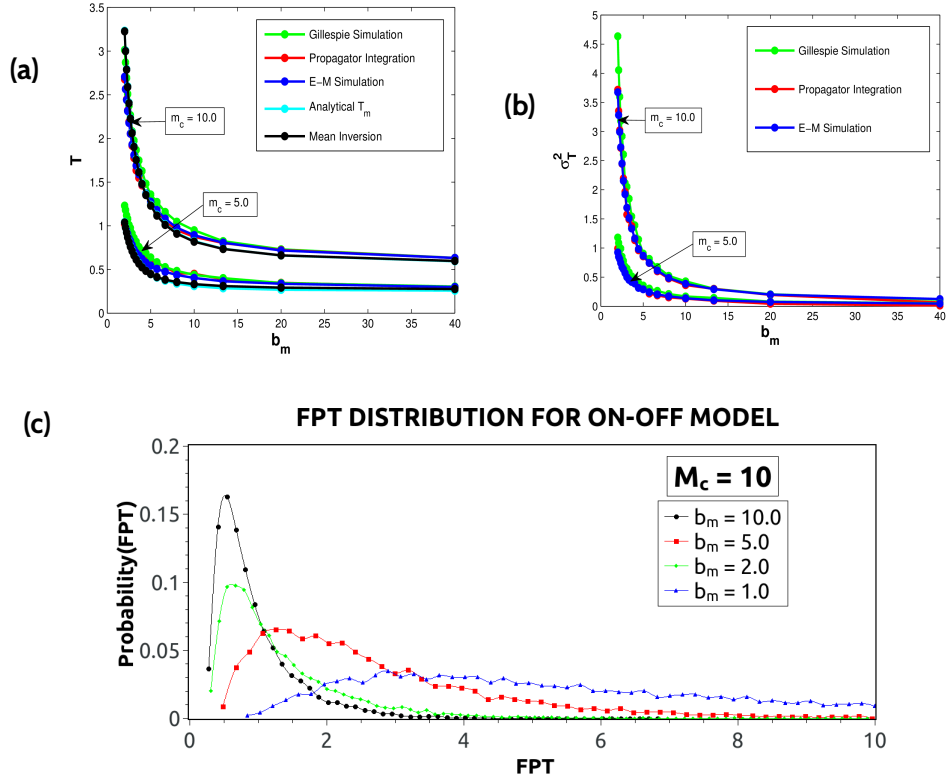 (a)
3.5
3
2.5
2
1.5
1
0.5
0
0 5 10 15 20 25 30 35 40
T
b_m
Gillespie Simulation
Propagator Integration
E−M Simulation
Analytical T_m
Mean Inversion
m_c = 10.0
m_c = 5.0
(b)
5
4.5
4
3.5
3
2.5
2
1.5
1
0.5
0
0 5 10 15 20 25 30 35 40
σ_T^2
b_m
Gillespie Simulation
Propagator Integration
E−M Simulation
m_c = 10.0
m_c = 5.0
(c)
FPT DISTRIBUTION FOR ON-OFF MODEL
0.2
0.15
0.1
0.05
0
0 2 4 6 8 10
Probability(FPT)
FPT
M_c = 10
b_m = 10.0
b_m = 5.0
b_m = 2.0
b_m = 1.0